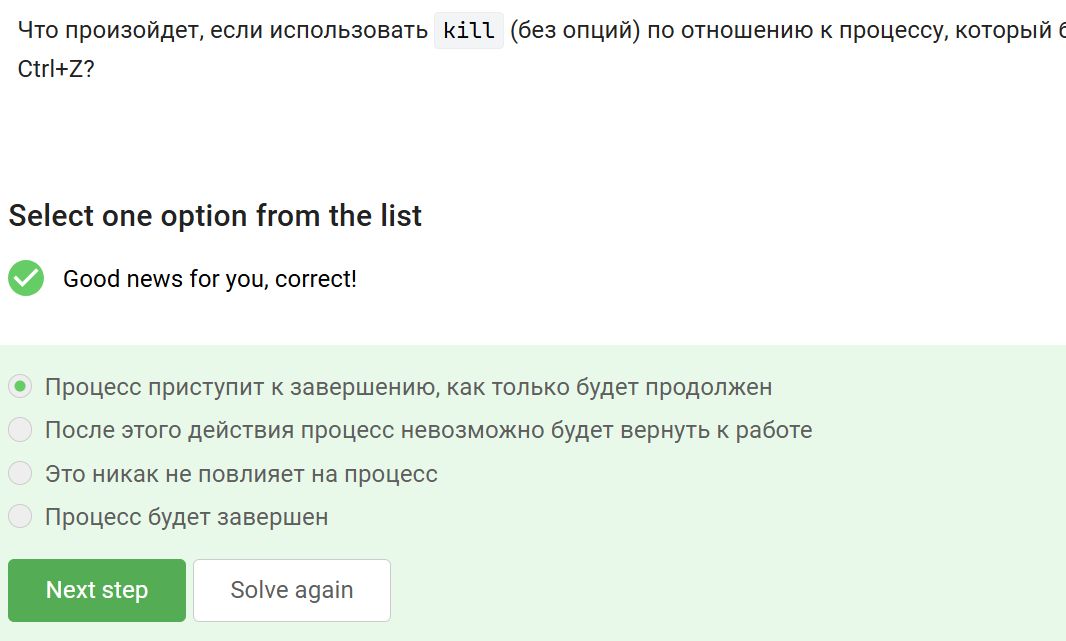 Что произойдет, если использовать kill (без опций) по отношению к процессу, который
Ctrl+Z?
Select one option from the list
Good news for you, correct!
Процесс приступит к завершению, как только будет продолжен
После этого действия процесс невозможно будет вернуть к работе
Это никак не повлияет на процесс
Процесс будет завершен
Next step
Solve again